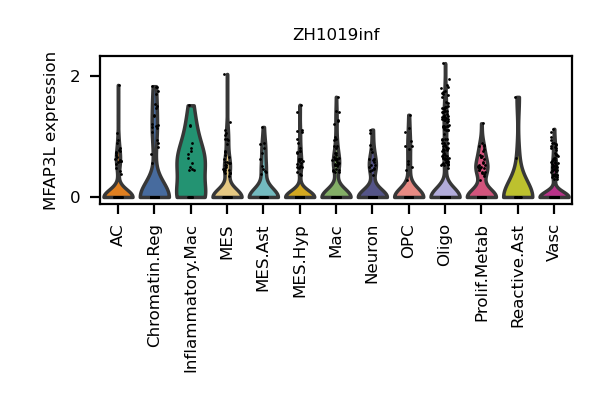 ZH1019inf
MFAP3L expression
2
0
AC
Chromatin.Reg
Inflammatory.Mac
MES
MES.Ast
MES.Hyp
Mac
Neuron
OPC
Oligo
Prolif.Metab
Reactive.Ast
Vasc